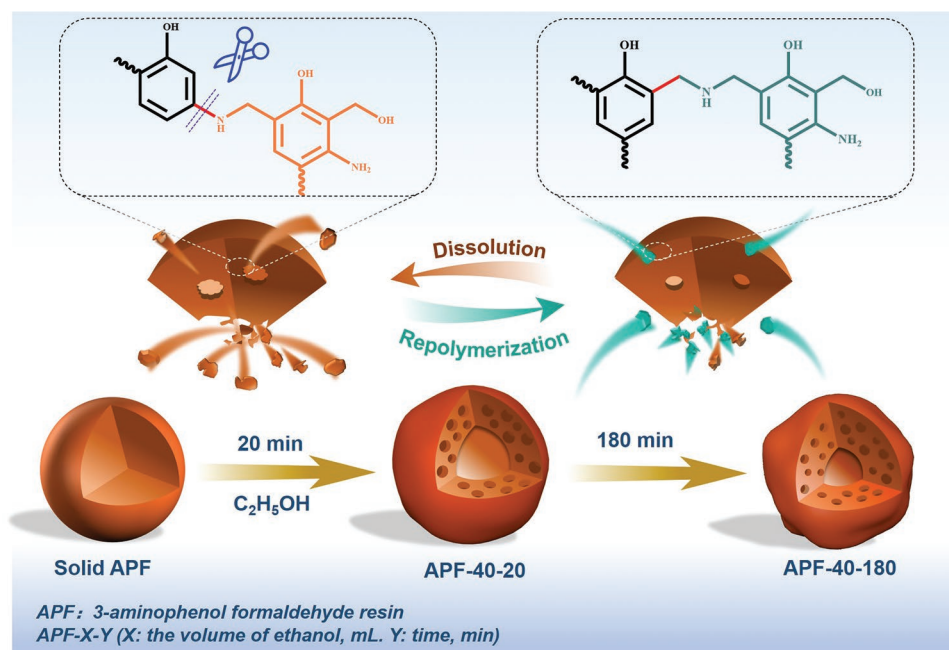 OH
N
H
OH
OH
NH2
OH
N
H
OH
OH
NH2
Dissolution
Repolymerization
20 min
C2H5OH
180 min
Solid APF
APF-40-20
APF-40-180
APF: 3-aminophenol formaldehyde resin
APF-X-Y (X: the volume of ethanol, mL. Y: time, min)